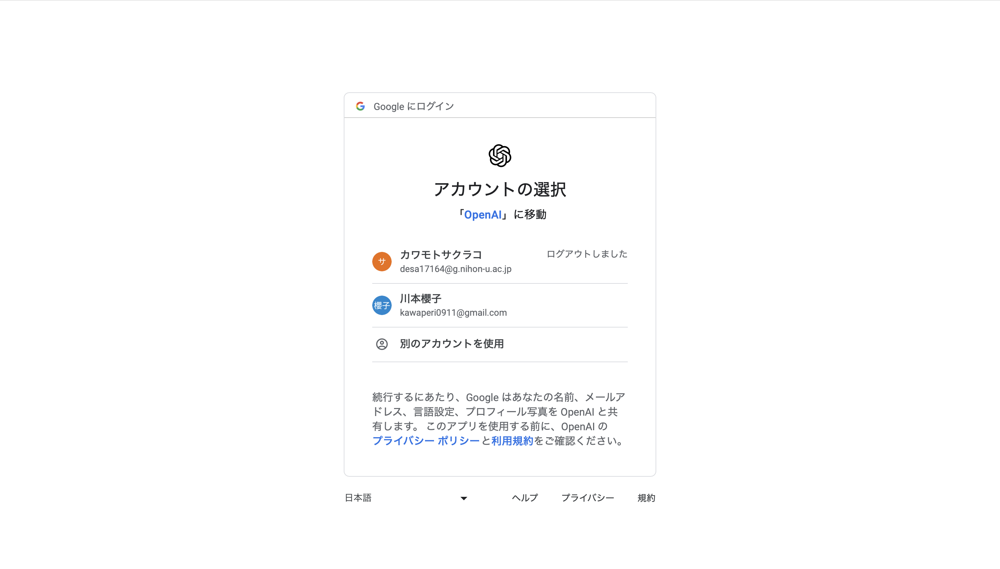 Google にログイン
アカウントの選択
「OpenAI」に移動
サ
カワモトサクラコ
ログアウトしました
desa17164@g.nihon-u.ac.jp
櫻子
川本櫻子
kawaperi0911@gmail.com
別のアカウントを使用
続行するにあたり、Google はあなたの名前、メールア
ドレス、言語設定、プロフィール写真を OpenAI と共
有します。 このアプリを使用する前に、OpenAI の
プライバシー ポリシーと利用規約をご確認ください。
日本語
ヘルプ
プライバシー
規約